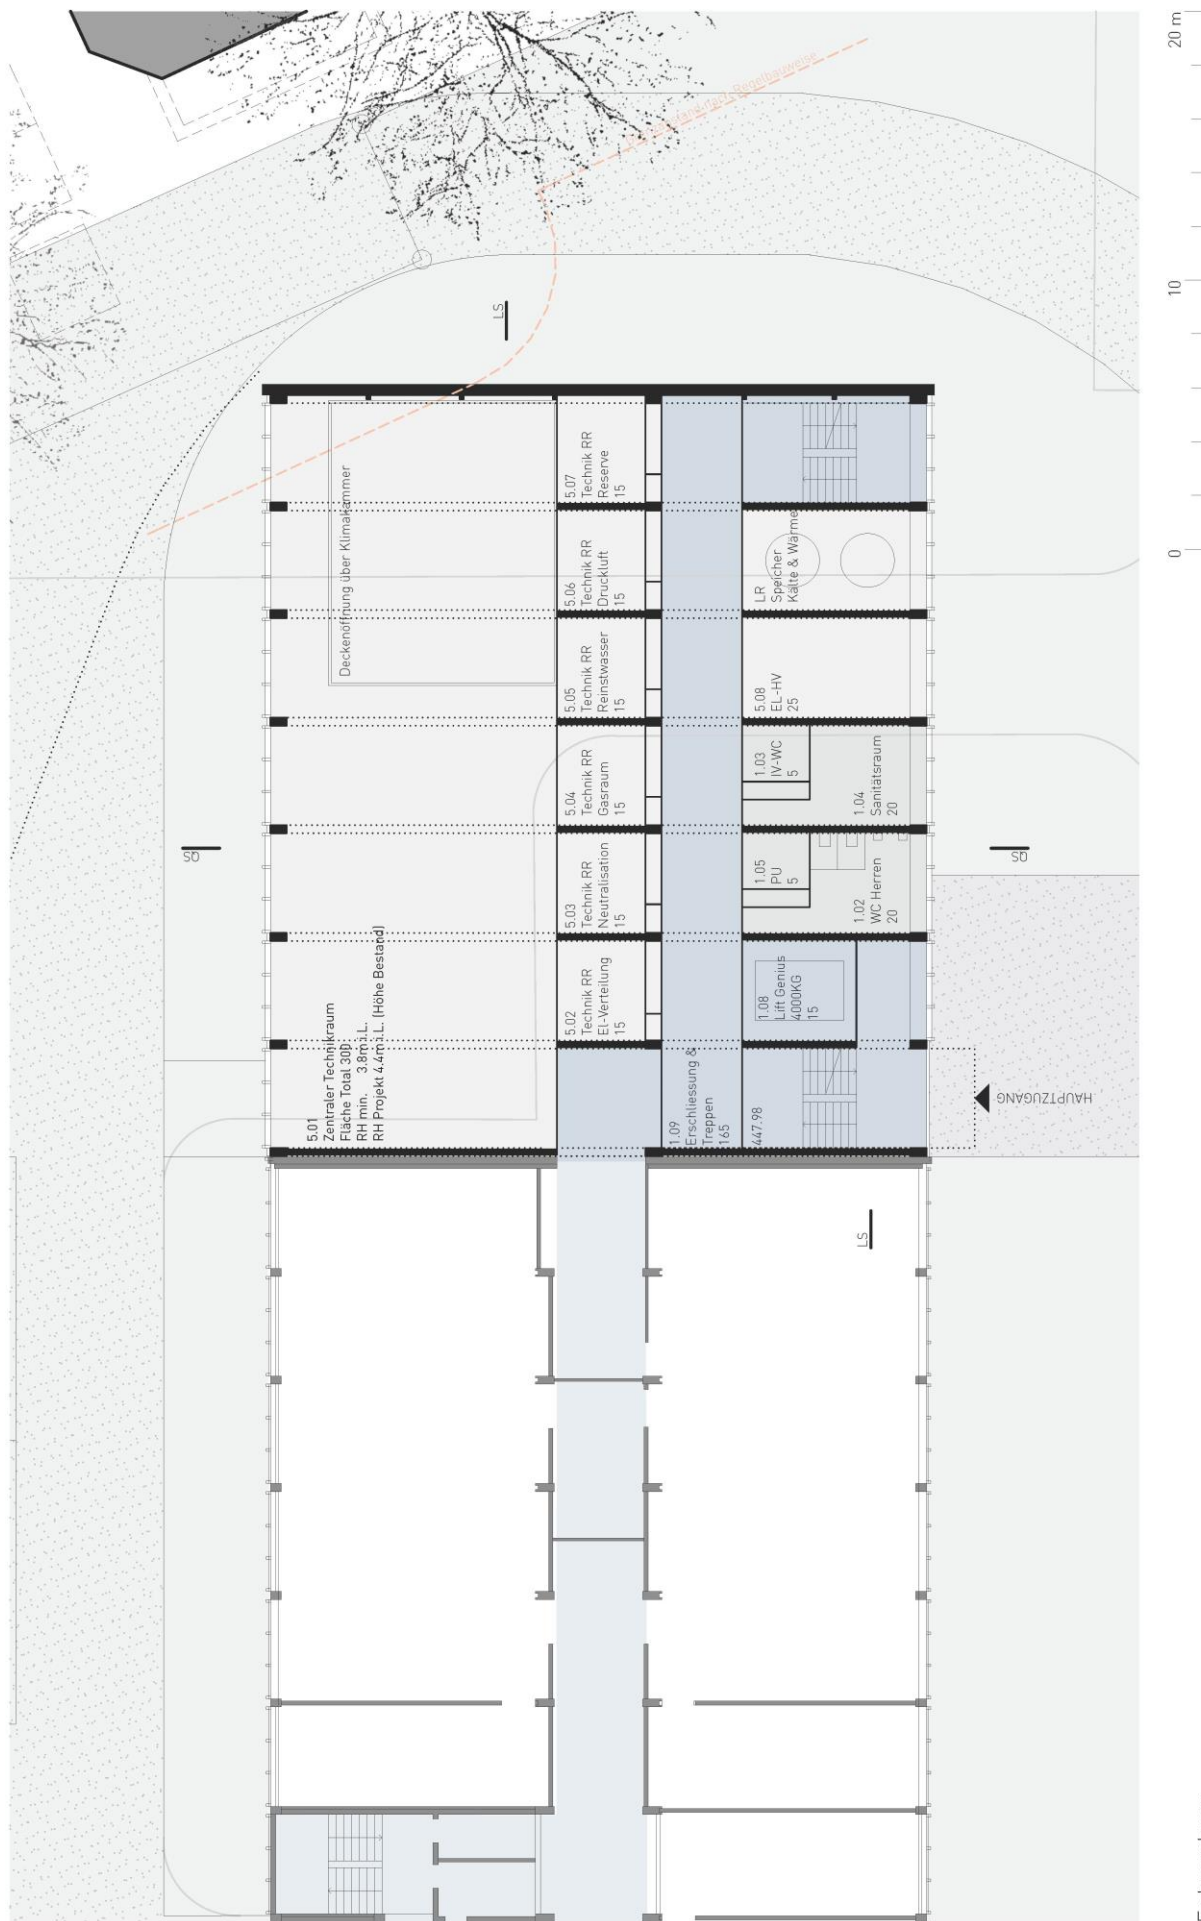 Regelbauweise
LS
Deckenöffnung über Klimakammer
5.07
Technik RR
Reserve
15
5.06
Technik RR
Druckluft
15
LR
Speicher
Kälte & Wärme
5.05
Technik RR
Reinstwasser
15
5.08
EL-HV
25
5.04
Technik RR
Gasraum
15
1.03
IV-WC
5
1.04
Sanitätsraum
20
QS
QS
5.03
Technik RR
Neutralisation
15
1.05
PU
5
1.02
WC Herren
20
5.02
Technik RR
El-Verteilung
15
1.08
Lift Genius
4000KG
15
5.01
Zentraler Technikraum
Fläche Total 300
RH min. 3.8m i.L.
RH Projekt 4.4m i.L. (Höhe Bestand)
1.09
Erschliessung &
Treppen
165
447.98
HAUPTZUGANG
LS
0
10
20 m